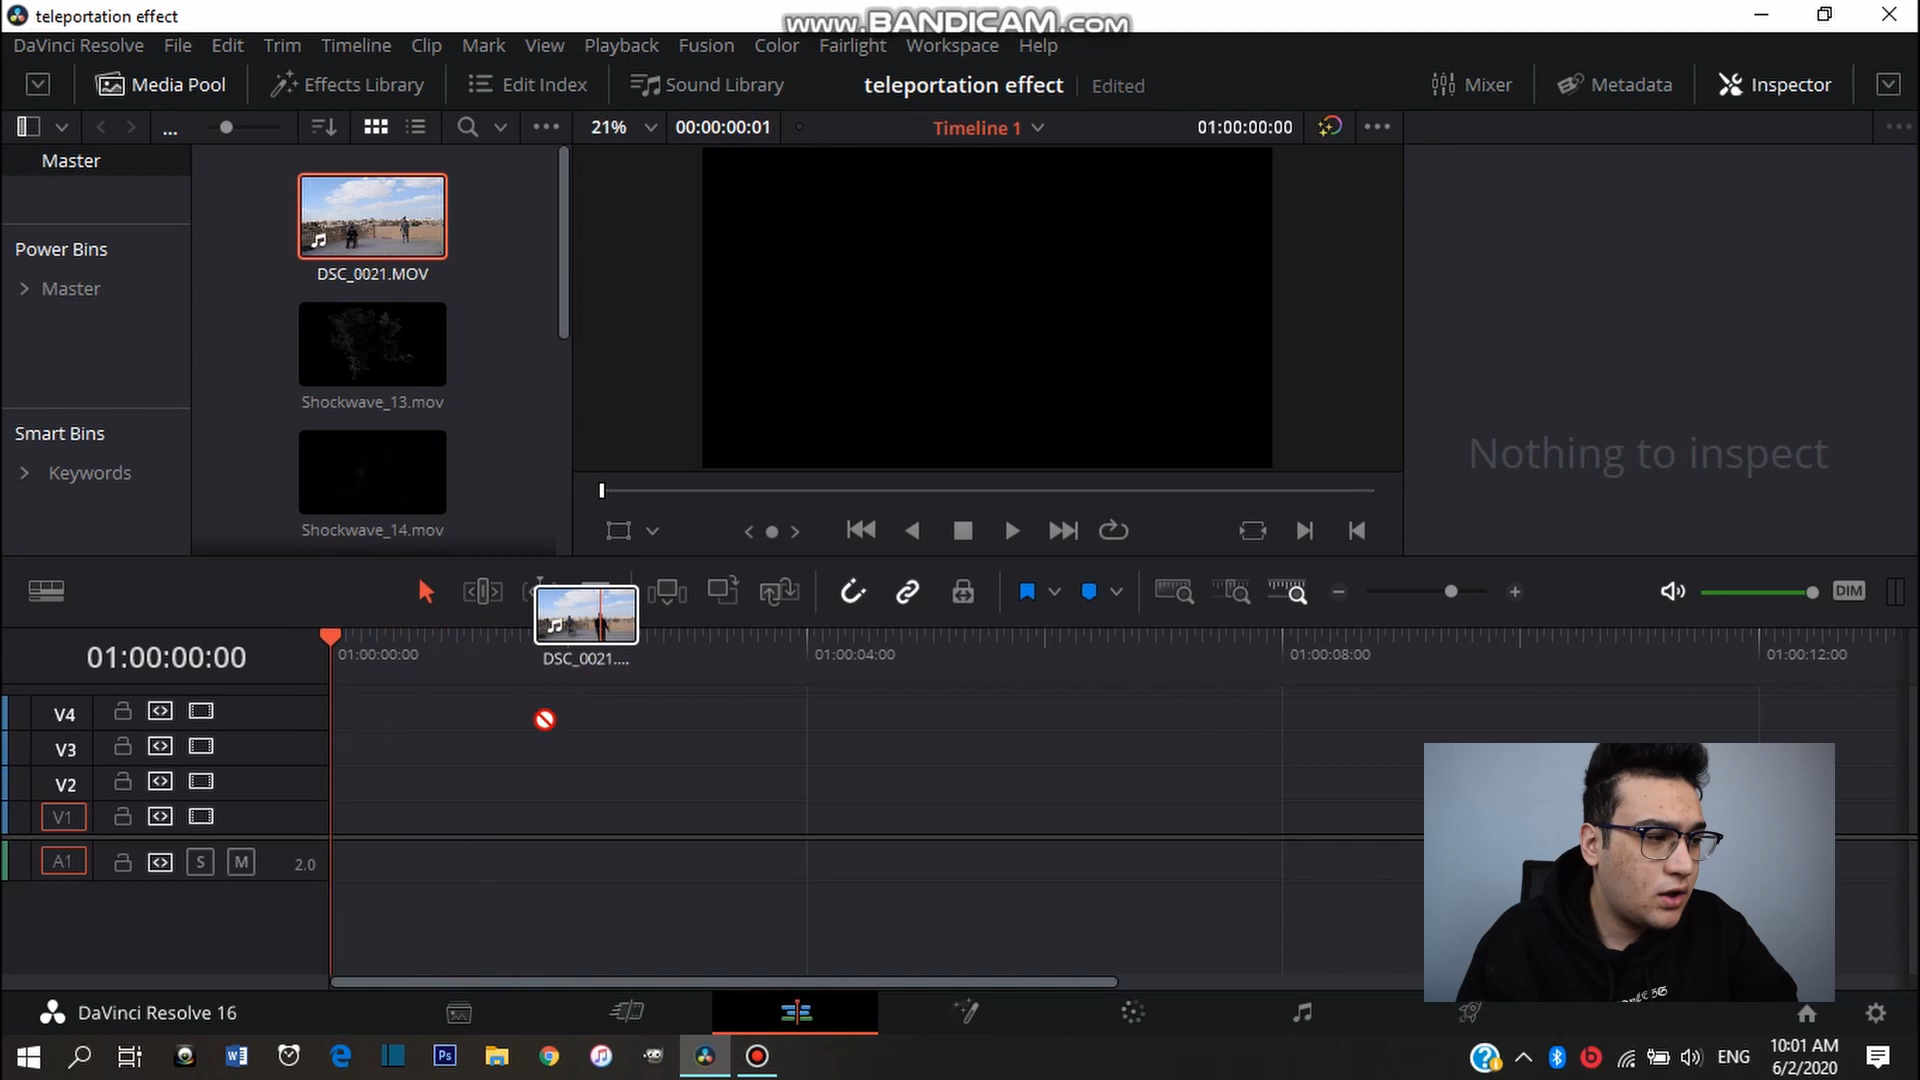 teleportation effect
www.BANDICAM.com
DaVinci Resolve File Edit Trim Timeline Clip Mark View Playback Fusion Color Fairlight Workspace Help
Media Pool Effects Library Edit Index Sound Library teleportation effect Edited Mixer Metadata Inspector
... 21% 00:00:00:01 Timeline 1 01:00:00:00
Master
Power Bins
Master
Smart Bins
Keywords
DSC_0021.MOV
Shockwave_13.mov
Shockwave_14.mov
Nothing to inspect
DIM
01:00:00:00 01:00:00:00 01:00:04:00 01:00:08:00 01:00:12:00
DSC_0021....
V4
V3
V2
V1
A1 S M 2.0
DaVinci Resolve 16
W Ps ENG 10:01 AM
6/2/2020